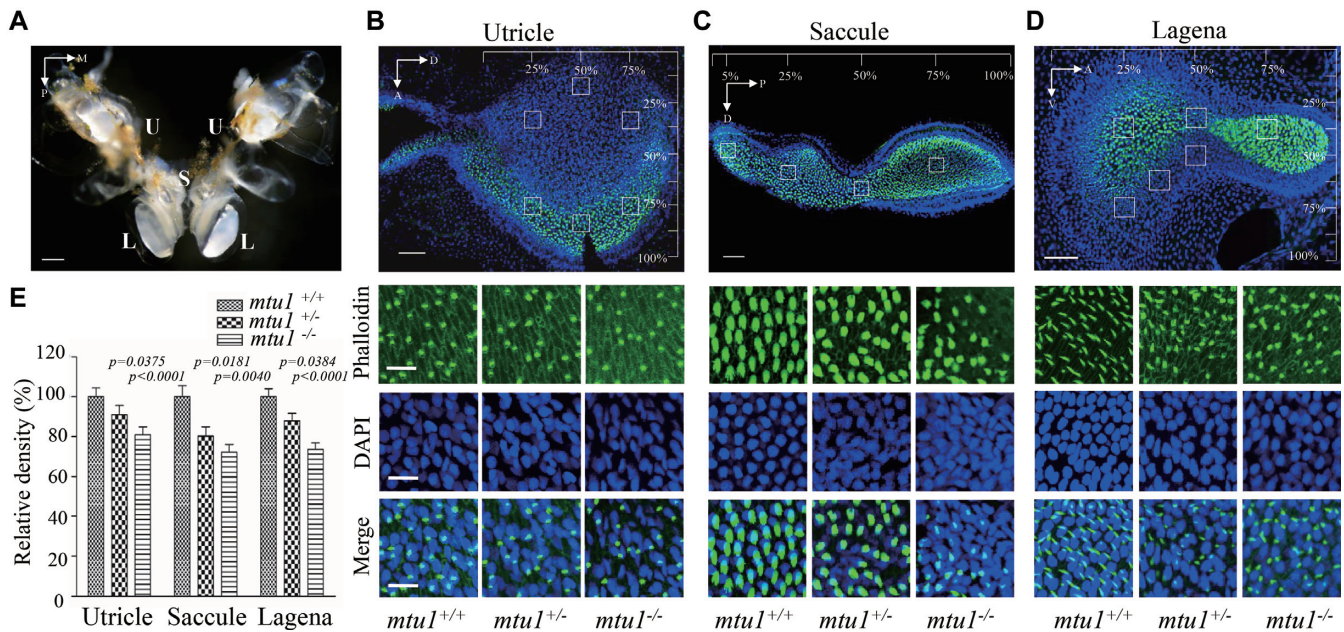 A
M
P
U
U
S
L
L
B
Utricle
D
A
25% 50% 75%
25%
50%
75%
100%
C
Saccule
5% 25% 75% 100%
P
D
50%
D
Lagena
A
V
25% 50% 75%
25%
50%
75%
100%
E
mtu1 +/+
mtu1 +/-
mtu1 -/-
Relative density (%)
120
100
80
60
40
20
0
p=0.0375
p<0.0001
p=0.0181
p=0.0040
p=0.0384
p<0.0001
Utricle Saccule Lagena
Phalloidin
DAPI
Merge
mtu1+/+ mtu1+/- mtu1-/-
mtu1+/+ mtu1+/- mtu1-/-
mtu1+/+ mtu1+/- mtu1-/-